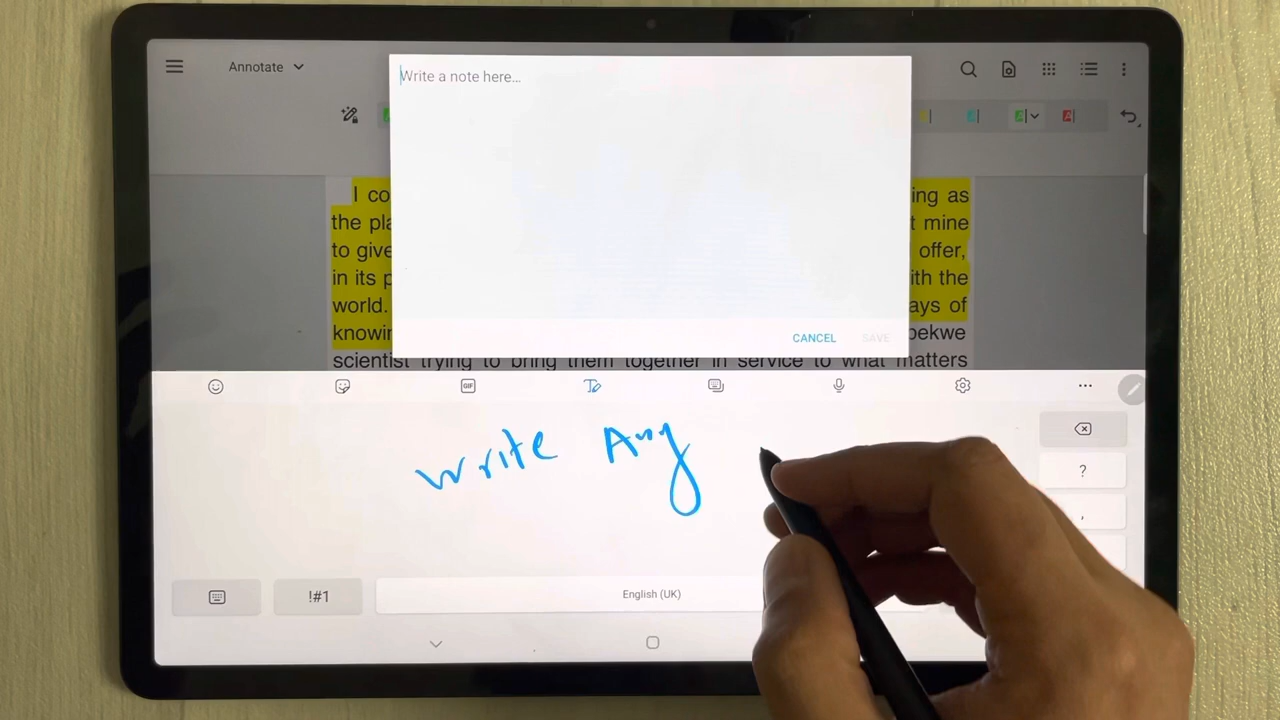 Annotate
Write a note here...
I co ing as
the pla t mine
to give offer,
in its p ith the
world. ays of
knowin bekwe
CANCEL SAVE
scientist trying to bring them together in service to what matters
GIF
Write Any
?
,
!#1
English (UK)